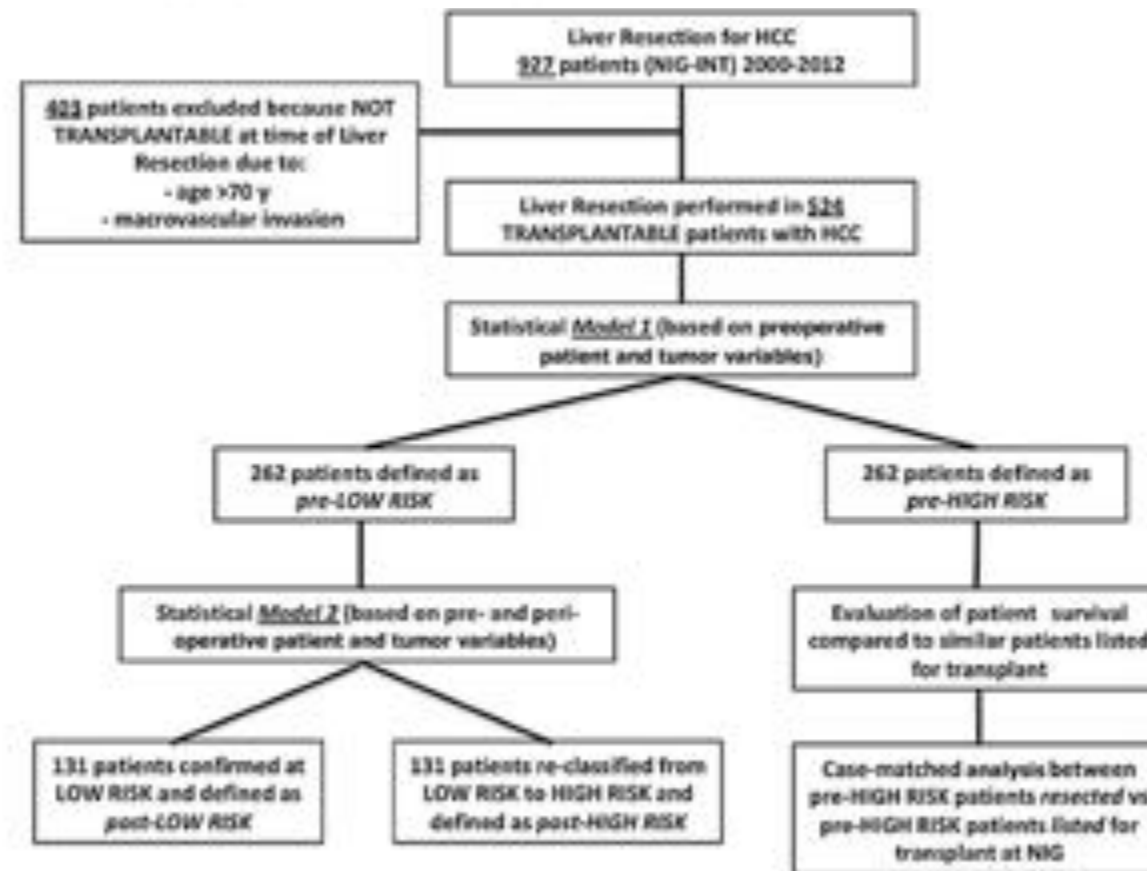 Liver Resection for HCC
927 patients (NIG-INT) 2000-2012
403 patients excluded because NOT
TRANSPLANTABLE at time of Liver
Resection due to:
- age >70 y
- macrovascular invasion
Liver Resection performed in 524
TRANSPLANTABLE patients with HCC
Statistical Model 1 (based on preoperative
patient and tumor variables)
262 patients defined as
pre-LOW RISK
262 patients defined as
pre-HIGH RISK
Statistical Model 2 (based on pre- and peri-
operative patient and tumor variables)
Evaluation of patient survival
compared to similar patients listed
for transplant
131 patients confirmed at
LOW RISK and defined as
post-LOW RISK
131 patients re-classified from
LOW RISK to HIGH RISK and
defined as post-HIGH RISK
Case-matched analysis between
pre-HIGH RISK patients resected vs
pre-HIGH RISK patients listed for
transplant at NIG